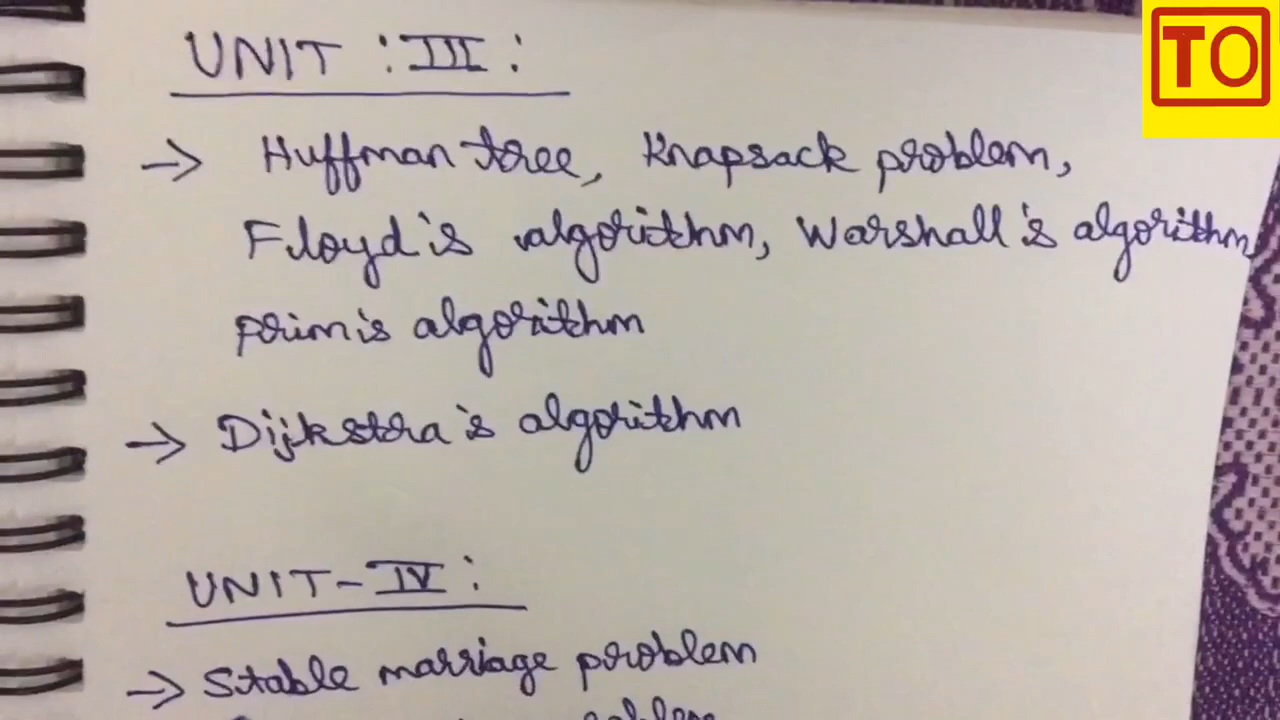 TO
UNIT : III :
→ Huffman tree, Knapsack problem,
Floyd's algorithm, Warshall's algorithm,
prim's algorithm
→ Dijkstra's algorithm
UNIT - IV :
→ Stable marriage problem
problem